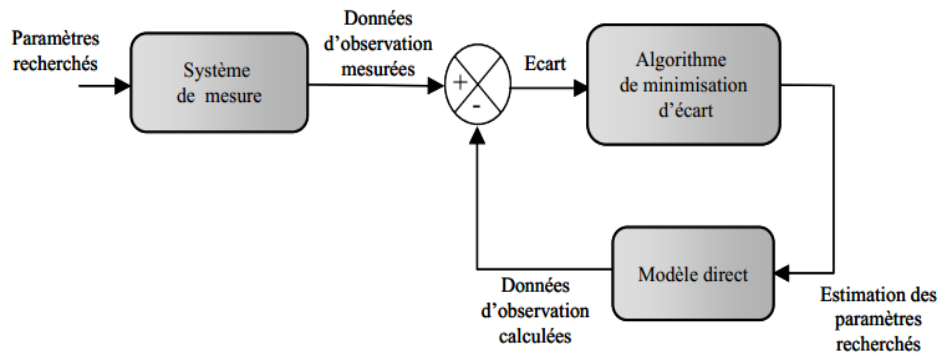 Paramètres
recherchés
Système
de mesure
Données
d'observation
mesurées
+
-
Ecart
Algorithme
de minimisation
d'écart
Modèle direct
Données
d'observation
calculées
Estimation des
paramètres
recherchés